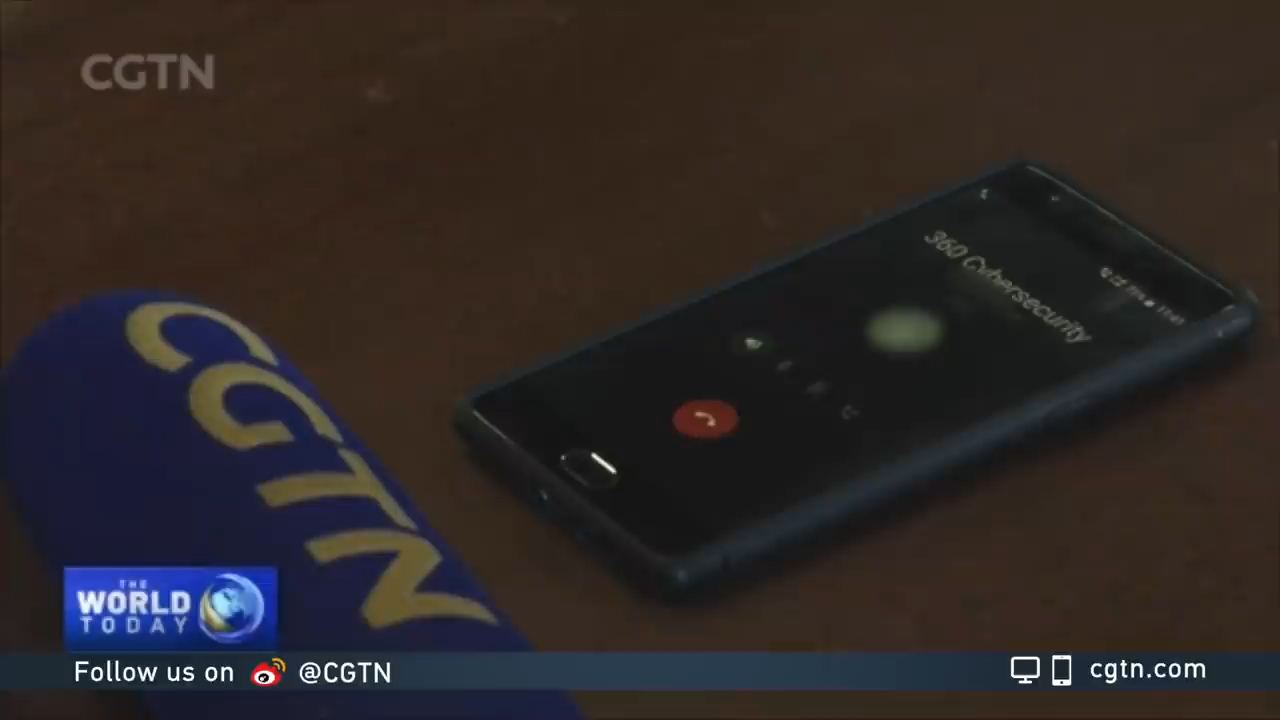 CGTN
360 Cybersecurity
CGTN
THE
WORLD
TODAY
Follow us on @CGTN
cgtn.com